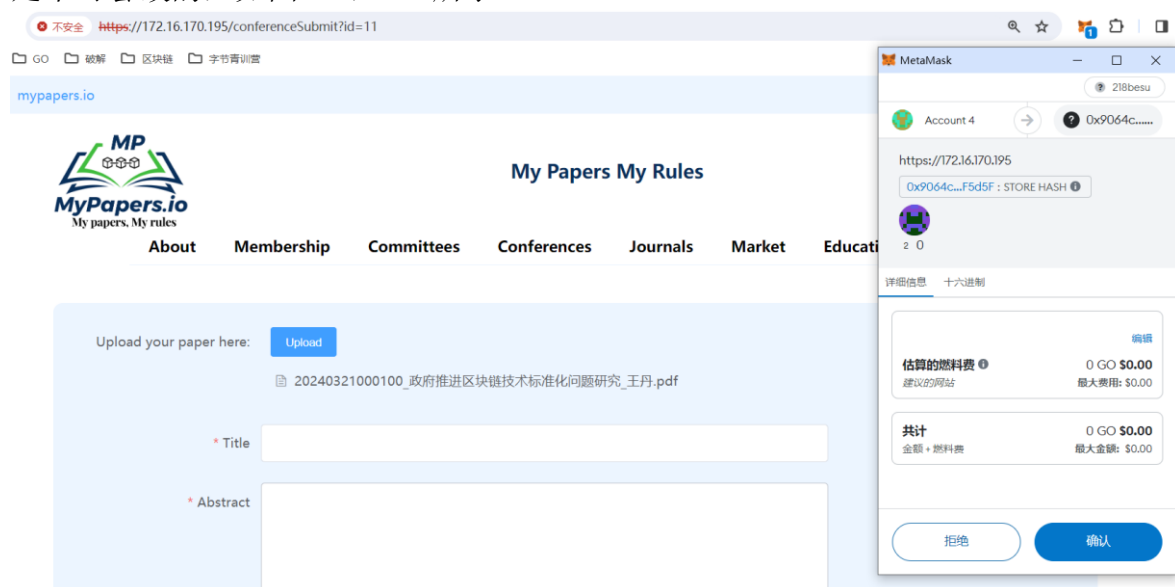 不安全 https://172.16.170.195/conferenceSubmit?id=11
GO 破解 区块链 字节青训营
mypapers.io
MP
MyPapers.io
My papers, My rules
My Papers My Rules
About Membership Committees Conferences Journals Market Educati
Upload your paper here: Upload
20240321000100_政府推进区块链技术标准化问题研究_王丹.pdf
* Title
* Abstract
1
MetaMask
218besu
Account 4 0x9064c......
https://172.16.170.195
0x9064c...F5d5F : STORE HASH
2 0
详细信息 十六进制
编辑
估算的燃料费 0 GO $0.00
建议的网站 最大费用: $0.00
共计 0 GO $0.00
金额 + 燃料费 最大金额: $0.00
拒绝 确认